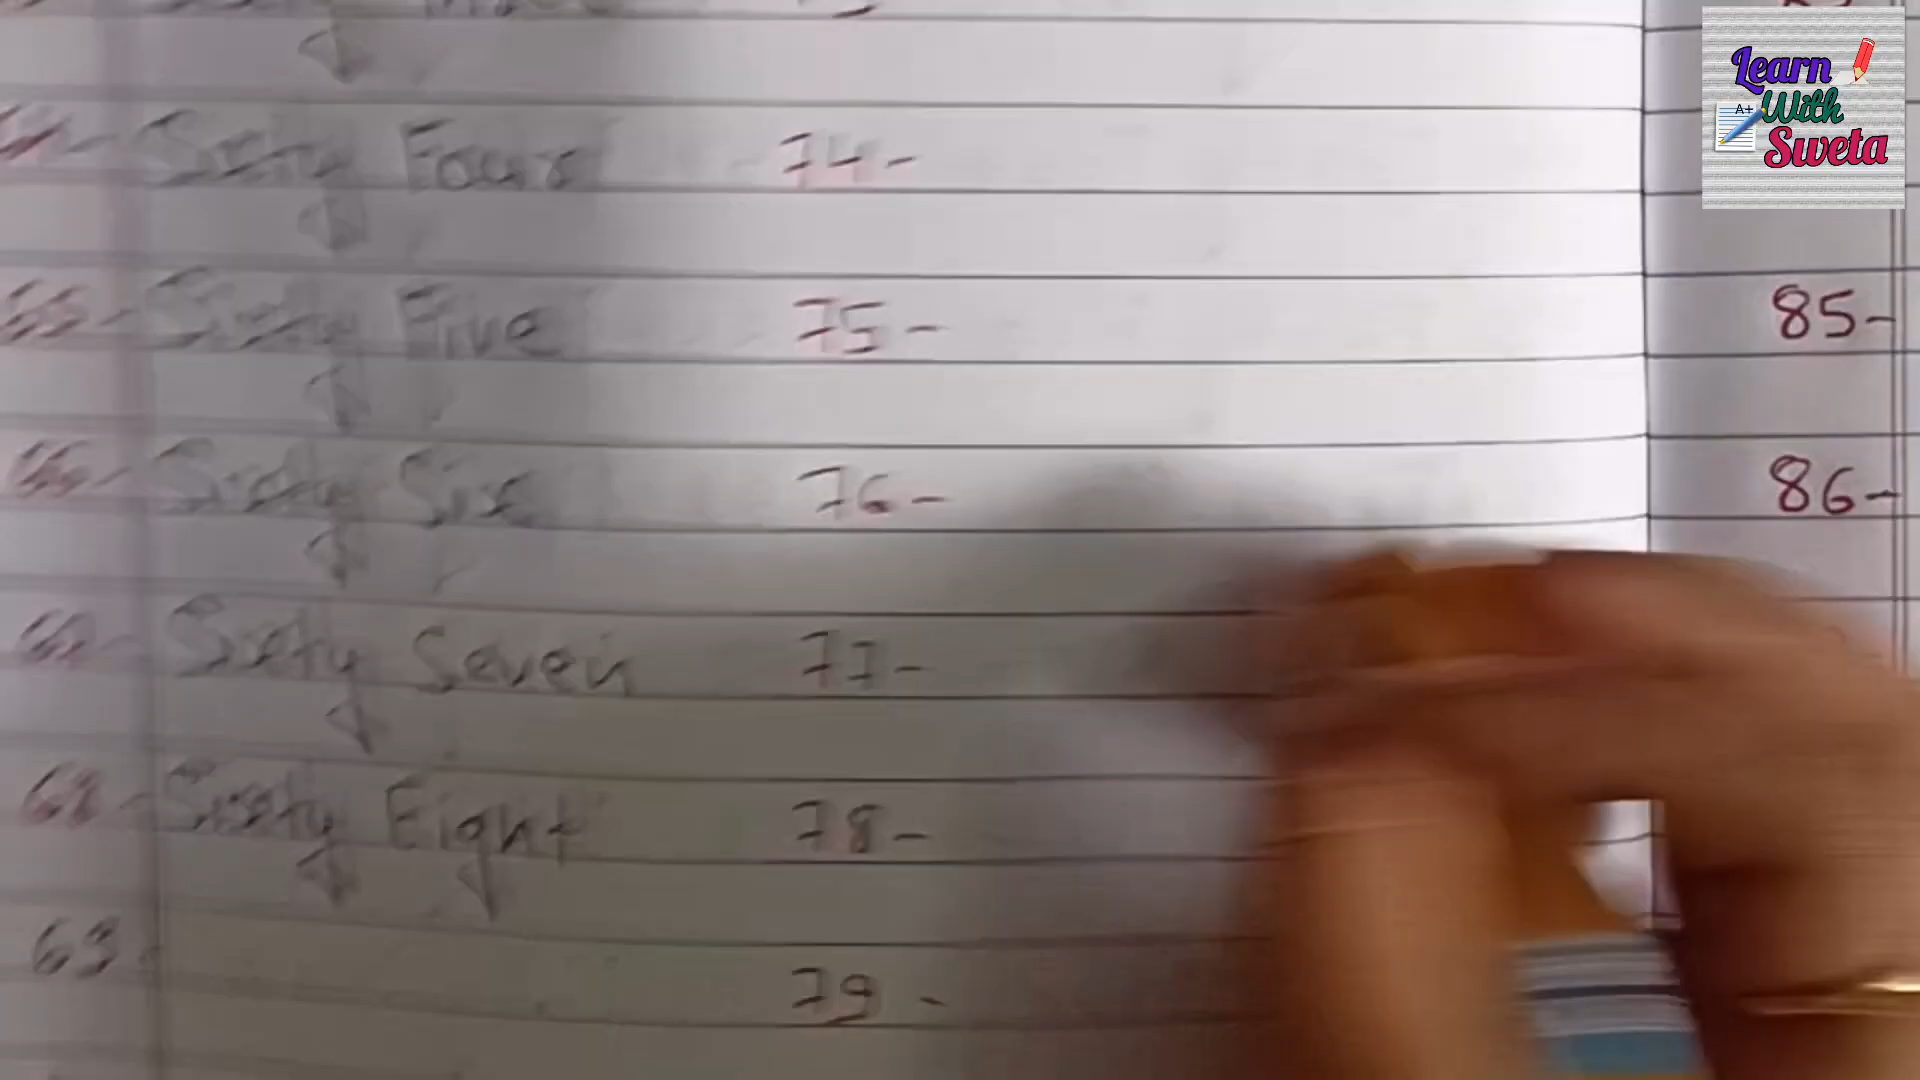 64- Sixty Four 74-
65- Sixty Five 75- 85-
66- Sixty Six 76- 86-
67- Sixty Seven 77-
68- Sixty Eight 78-
69- 79-
Learn
With
Sweta
A+